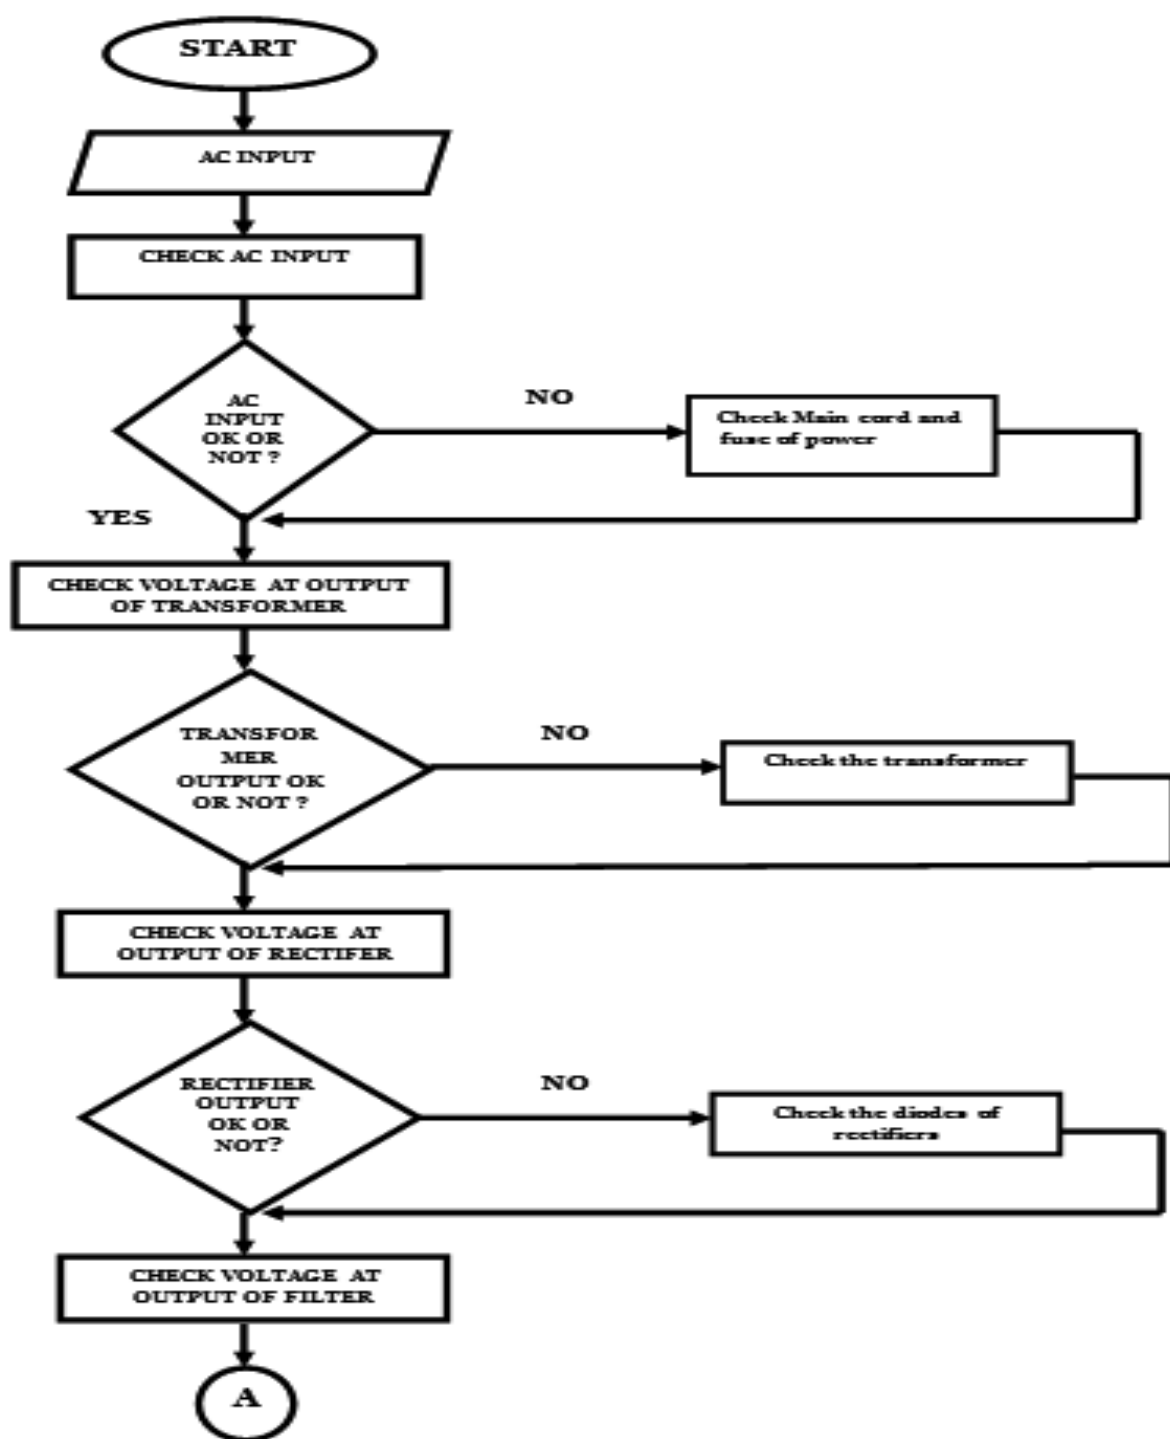 START
AC INPUT
CHECK AC INPUT
AC
INPUT
OK OR
NOT ?
NO
Check Main cord and
fuse of power
YES
CHECK VOLTAGE AT OUTPUT
OF TRANSFORMER
TRANSFOR
MER
OUTPUT OK
OR NOT ?
NO
Check the transformer
CHECK VOLTAGE AT
OUTPUT OF RECTIFER
RECTIFIER
OUTPUT
OK OR
NOT?
NO
Check the diodes of
rectifiers
CHECK VOLTAGE AT
OUTPUT OF FILTER
A